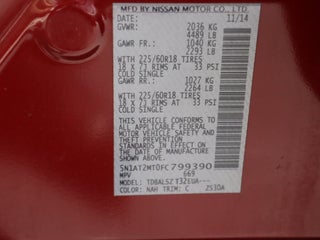 MFD BY NISSAN MOTOR CO., LTD.
DATE: 11/14
GVWR: 2036 KG
4489 LB
GAWR FR.: 1040 KG
2293 LB
WITH 225/60R18 TIRES
18 X 7J RIMS AT 33 PSI
COLD SINGLE
GAWR RR.: 1027 KG
2264 LB
WITH 225/60R18 TIRES
18 X 7J RIMS AT 33 PSI
COLD SINGLE
THIS VEHICLE CONFORMS TO ALL
APPLICABLE FEDERAL MOTOR
VEHICLE SAFETY AND THEFT
PREVENTION STANDARDS IN
EFFECT ON THE DATE OF
MANUFACTURE SHOWN ABOVE.
5N1AT2MT0FC799390
MPV 669
MODEL:
COLOR: NAH TRIM: C